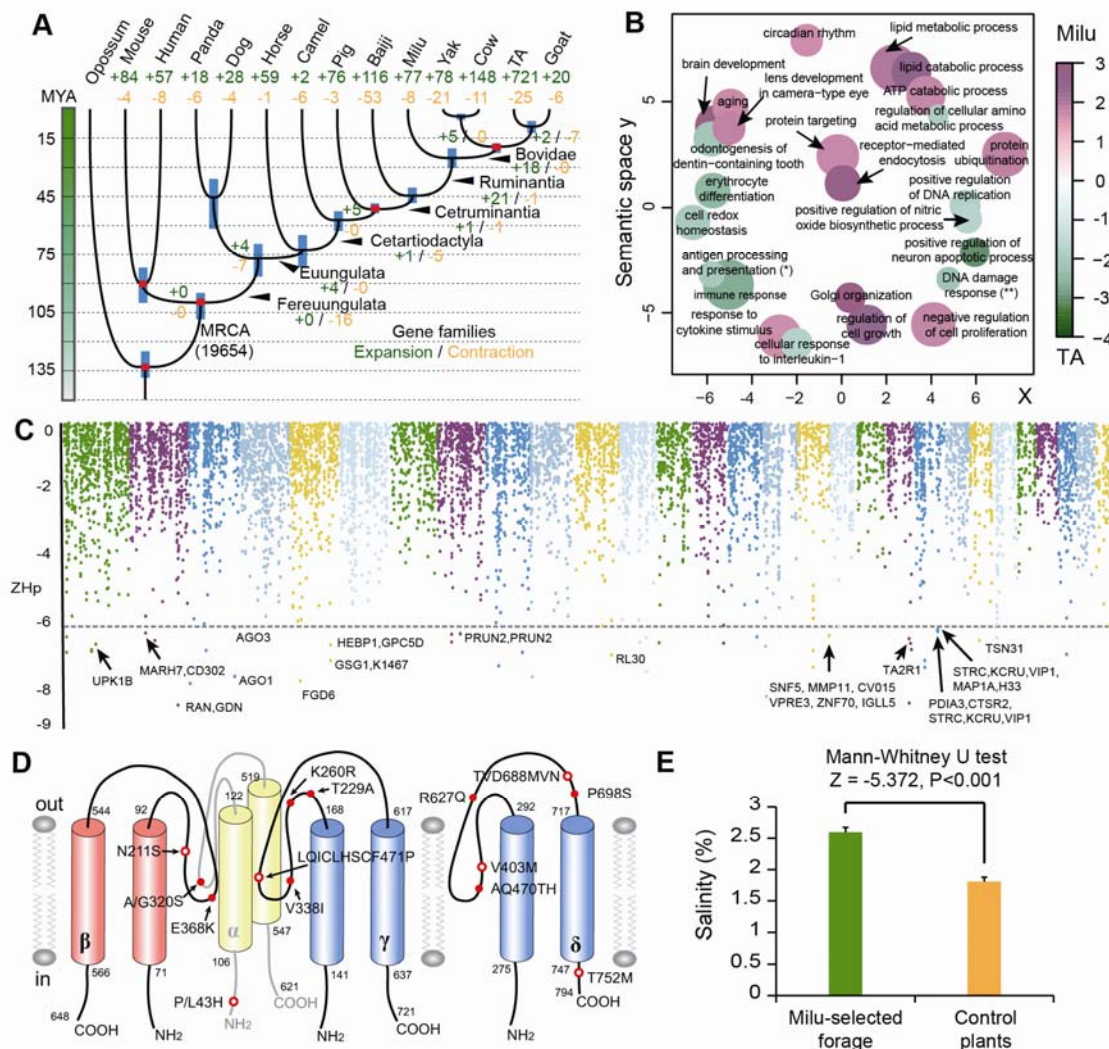 A
Opossum
Mouse
Human
Panda
Dog
Horse
Camel
Pig
Baiji
Milu
Yak
Cow
TA
Goat
+84 +57 +18 +28 +59 +2 +76 +116 +77 +78 +148 +721 +20
MYA -4 -8 -4 -4 -1 -6 -3 -53 -8 -21 -11 -25 -6
15
45
75
105
135
+5 / -0
+2 / -7
Bovidae
+18 / -0
Ruminantia
+21 / -1
Cetruminantia
+1 / -1
+5
-0
Cetartiodactyla
+1 / -5
+4
-7
Euungulata
+4 / -0
Fereuungulata
+0 / -16
+0
-0
MRCA
(19654)
Gene families
Expansion / Contraction
B
Semantic space y
5
0
-5
-6 -4 -2 0 2 4 6 8 X
circadian rhythm
lipid metabolic process
brain development
lens development
in camera-type eye
lipid catabolic process
ATP catabolic process
aging
regulation of cellular amino
acid metabolic process
protein targeting
odontogenesis of
dentin-containing tooth
receptor-mediated
endocytosis
protein
ubiquitination
erythrocyte
differentiation
positive regulation
of DNA replication
cell redox
homeostasis
positive regulation of nitric
oxide biosynthetic process
antigen processing
and presentation (*)
positive regulation of
neuron apoptotic process
immune response
DNA damage
response (**)
Golgi organization
response to
cytokine stimulus
regulation of
cell growth
negative regulation
of cell proliferation
cellular response
to interleukin-1
Milu
3
2
1
0
-1
-2
-3
-4
TA
C
0
-2
-4
ZHp
-6
-8
-9
UPK1B
MARH7,CD302
RAN,GDN
AGO3
AGO1
FGD6
HEBP1,GPC5D
GSG1,K1467
PRUN2,PRUN2
RL30
SNF5, MMP11, CV015
VPRE3, ZNF70, IGLL5
TA2R1
TSN31
STRC,KCRU,VIP1,
MAP1A,H33
PDIA3,CTSR2,
STRC,KCRU,VIP1
D
out
in
544
92
122
519
K260R
T229A
168
617
R627Q
TVD688MVN
P698S
292
717
N211S
LQICLHSCF471P
V403M
AQ470TH
A/G320S
E368K
V338I
β
α
γ
δ
566
71
106
547
141
637
275
747
T752M
794
COOH
648
COOH
NH2
P/L43H
NH2
621
COOH
NH2
721
COOH
NH2
E
Mann-Whitney U test
Z = -5.372, P<0.001
Salinity (%)
3
2.5
2
1.5
1
0.5
0
Milu-selected
forage
Control
plants